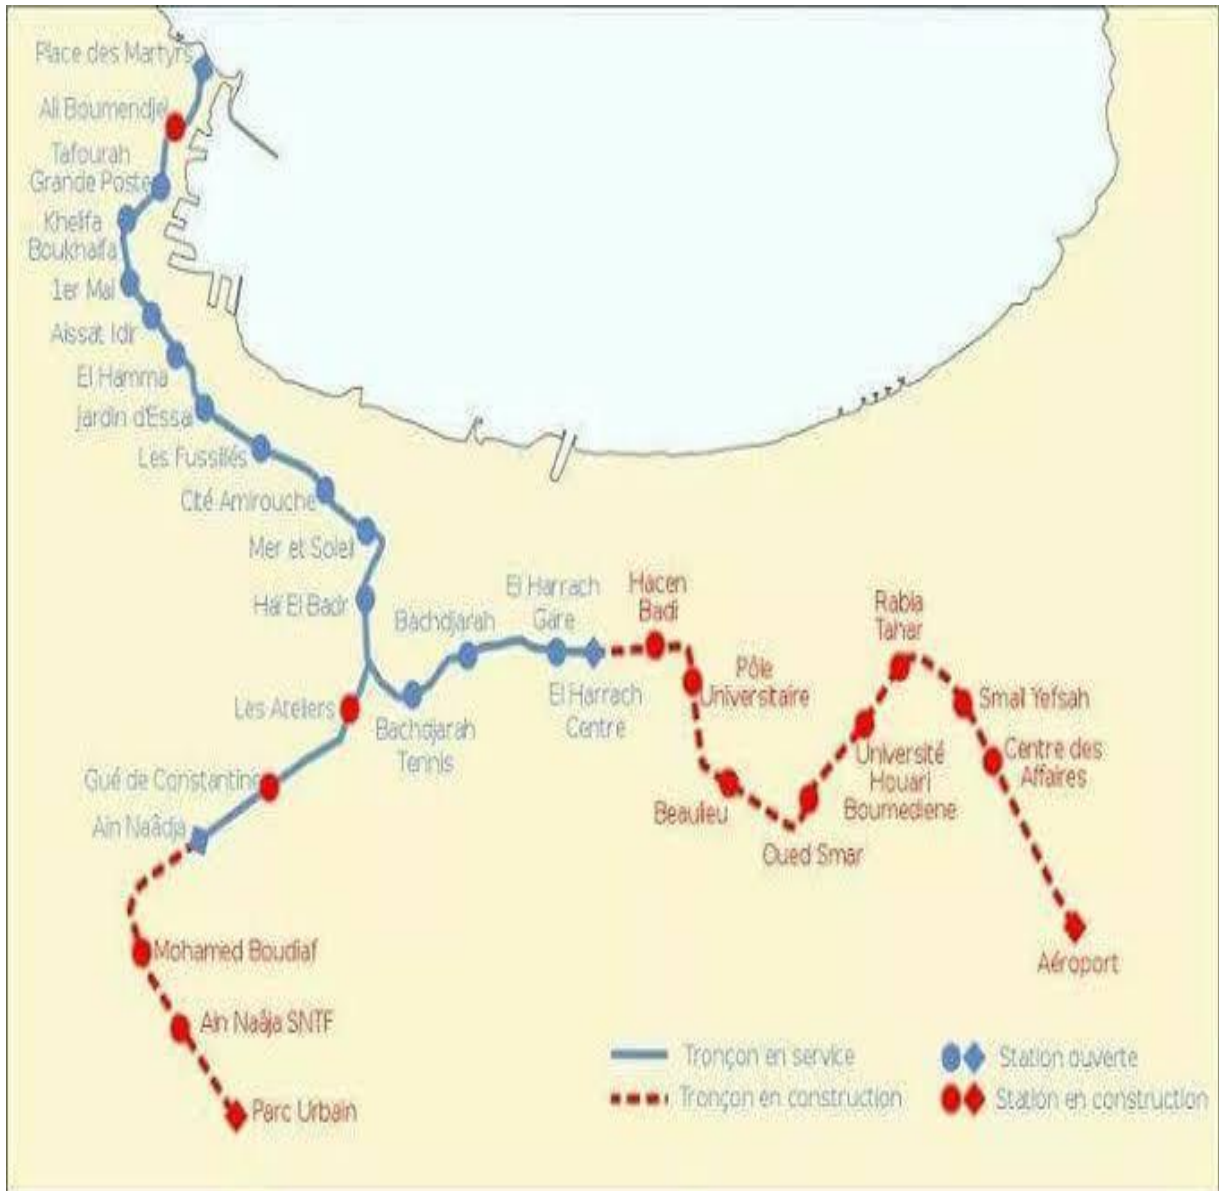 Place des Martyrs
Ali Boumendjel
Tafourah
Grande Poste
Khelifa
Boukhalfa
1er Mai
Aissat Idir
El Hamma
Jardin d'Essai
Les Fussillés
Cité Amirouche
Mer et Soleil
Haï El Badr
Bachdjarah
Tennis
Bachdjarah
El Harrach
Gare
El Harrach
Centre
Hacen
Badi
Pôle
Universitaire
Beaulieu
Oued Smar
Université
Houari
Boumediene
Rabia
Tahar
Smail Yefsah
Centre des
Affaires
Aéroport
Les Ateliers
Gué de Constantine
Ain Naâdja
Mohamed Boudiaf
Ain Naâja SNTF
Parc Urbain
Tronçon en service
Tronçon en construction
Station ouverte
Station en construction